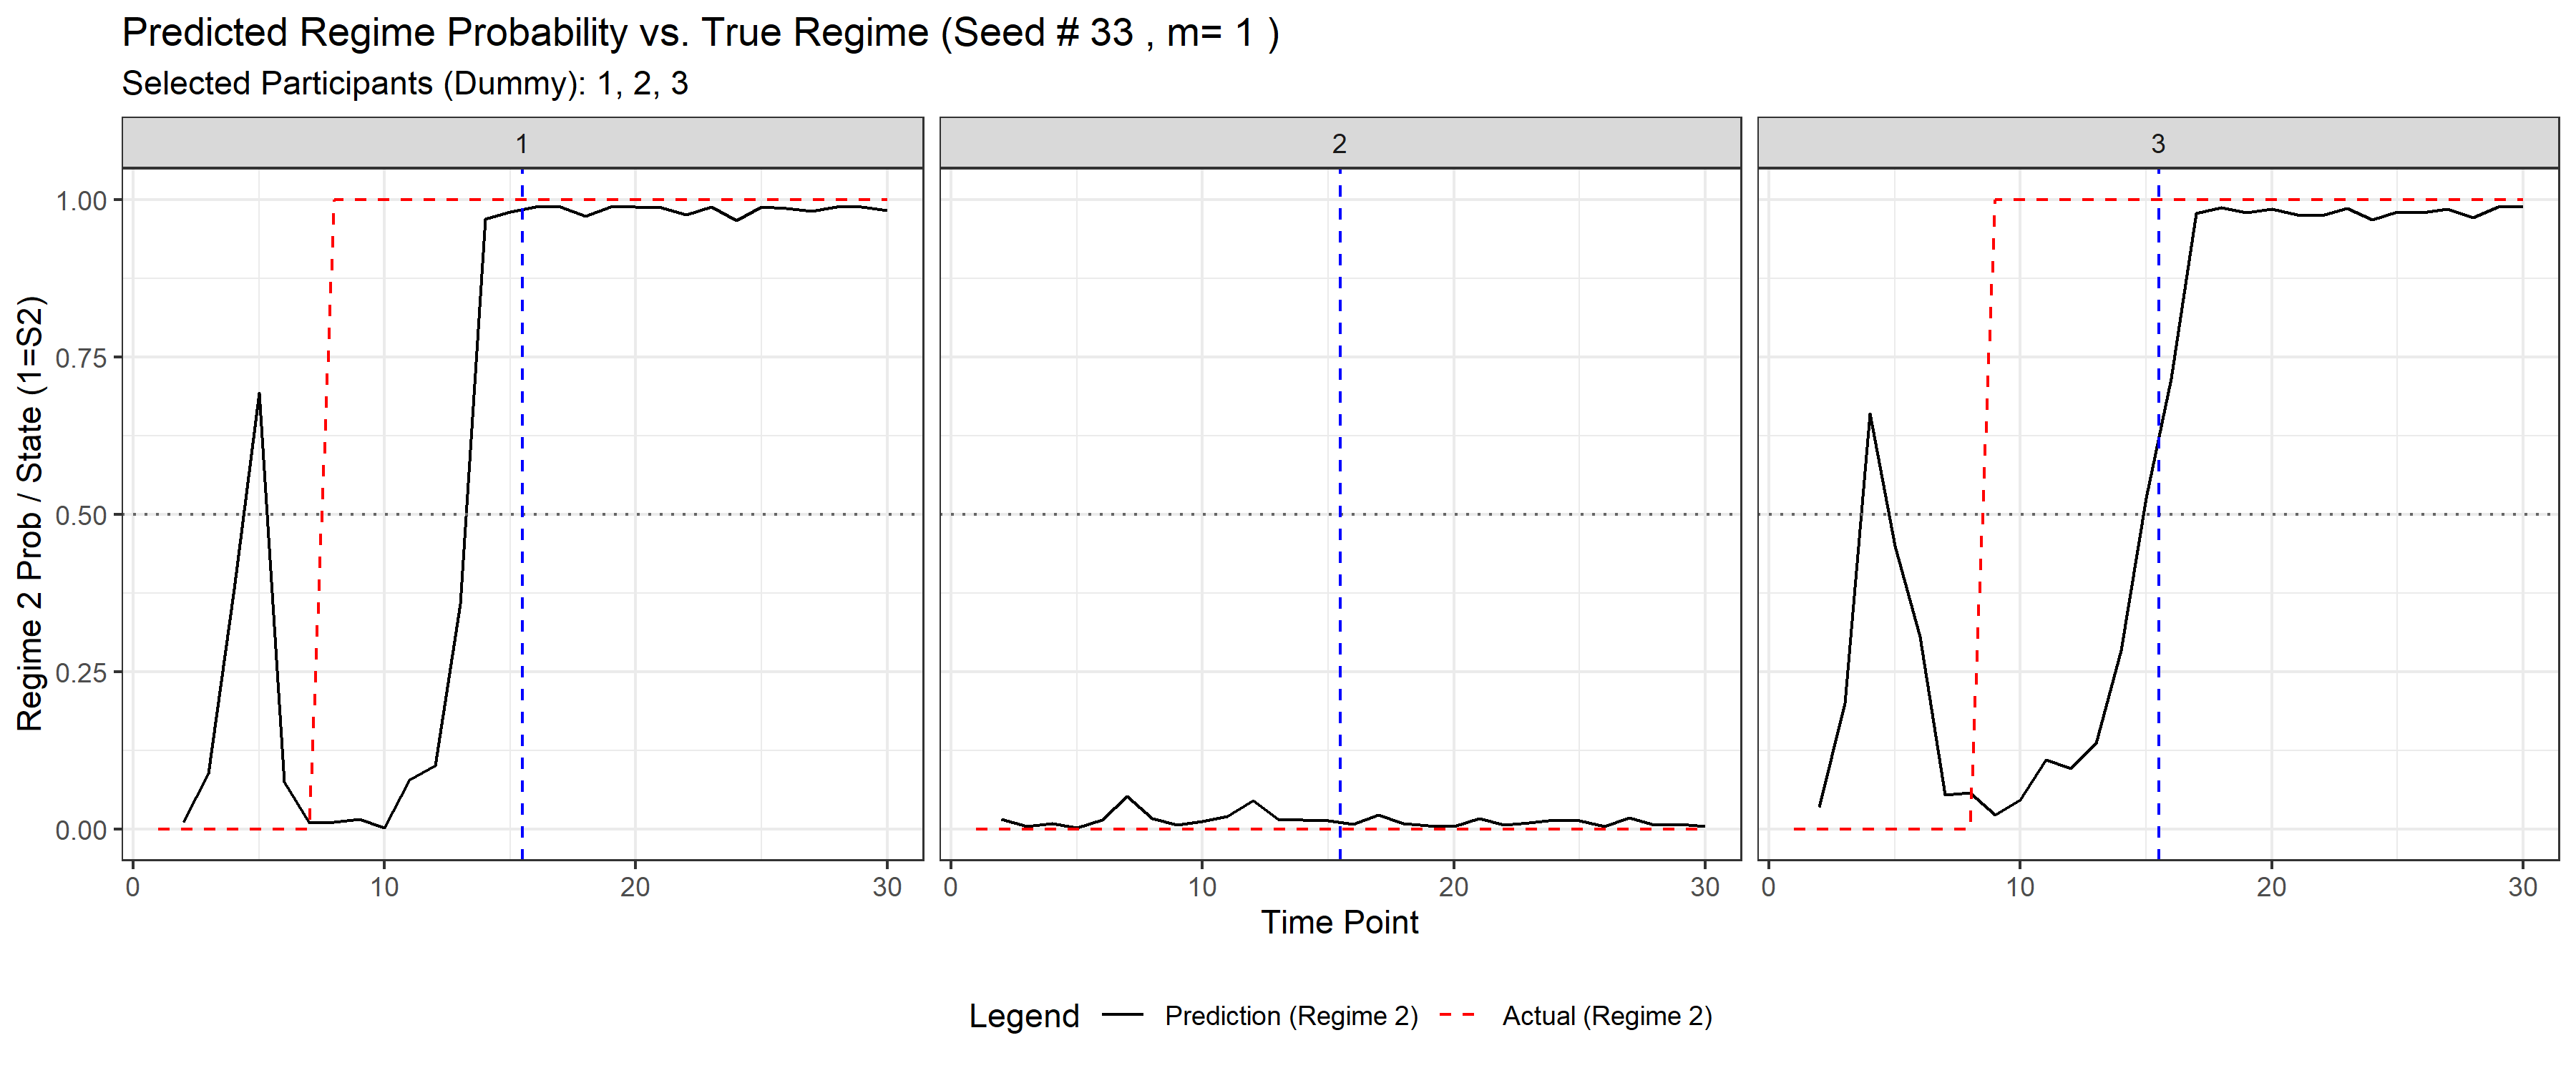 Predicted Regime Probability vs. True Regime (Seed # 33 , m= 1 )
Selected Participants (Dummy): 1, 2, 3
1
2
3
Regime 2 Prob / State (1=S2)
1.00
0.75
0.50
0.25
0.00
0 10 20 30
0 10 20 30
0 10 20 30
Time Point
Legend Prediction (Regime 2) Actual (Regime 2)